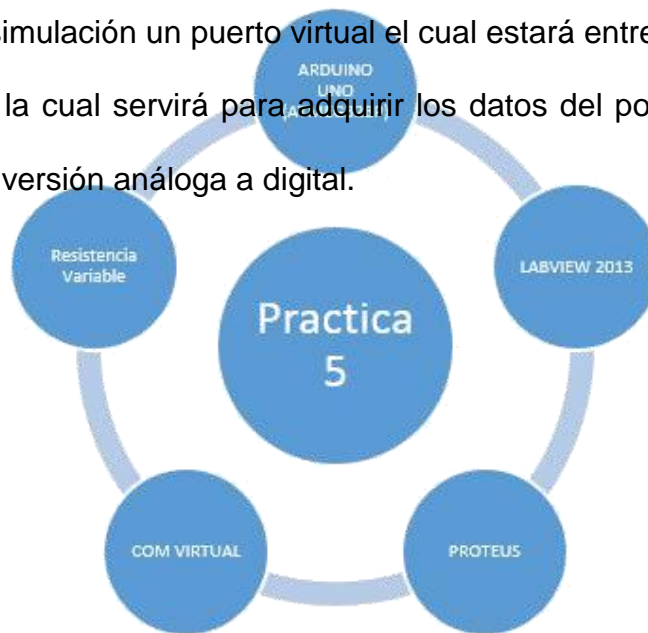 simulación un puerto virtual el cual estará entre
la cual servirá para adquirir los datos del po
versión análoga a digital.
ARDUINO
UNO
Resistencia
Variable
LABVIEW 2013
Practica
5
COM VIRTUAL
PROTEUS